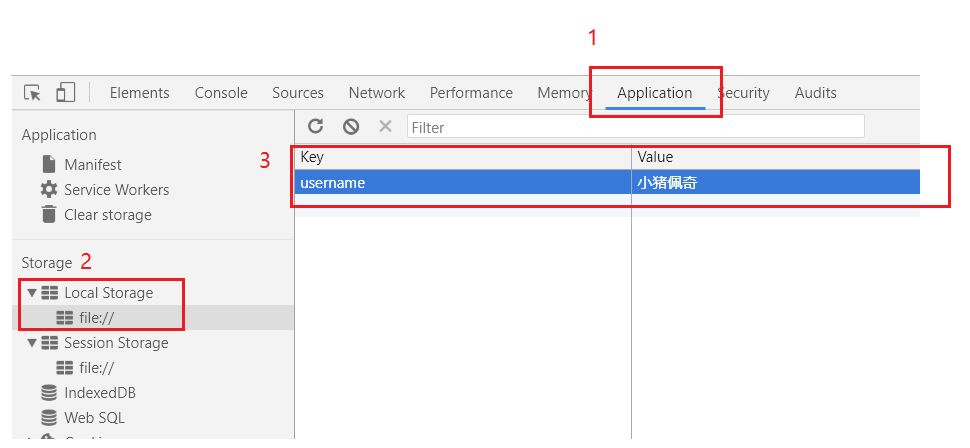 1
Elements Console Sources Network Performance Memory Application Security Audits
Application
Filter
3
Key Value
Manifest
username 小猪佩奇
Service Workers
Clear storage
Storage 2
Local Storage
file://
Session Storage
file://
IndexedDB
Web SQL